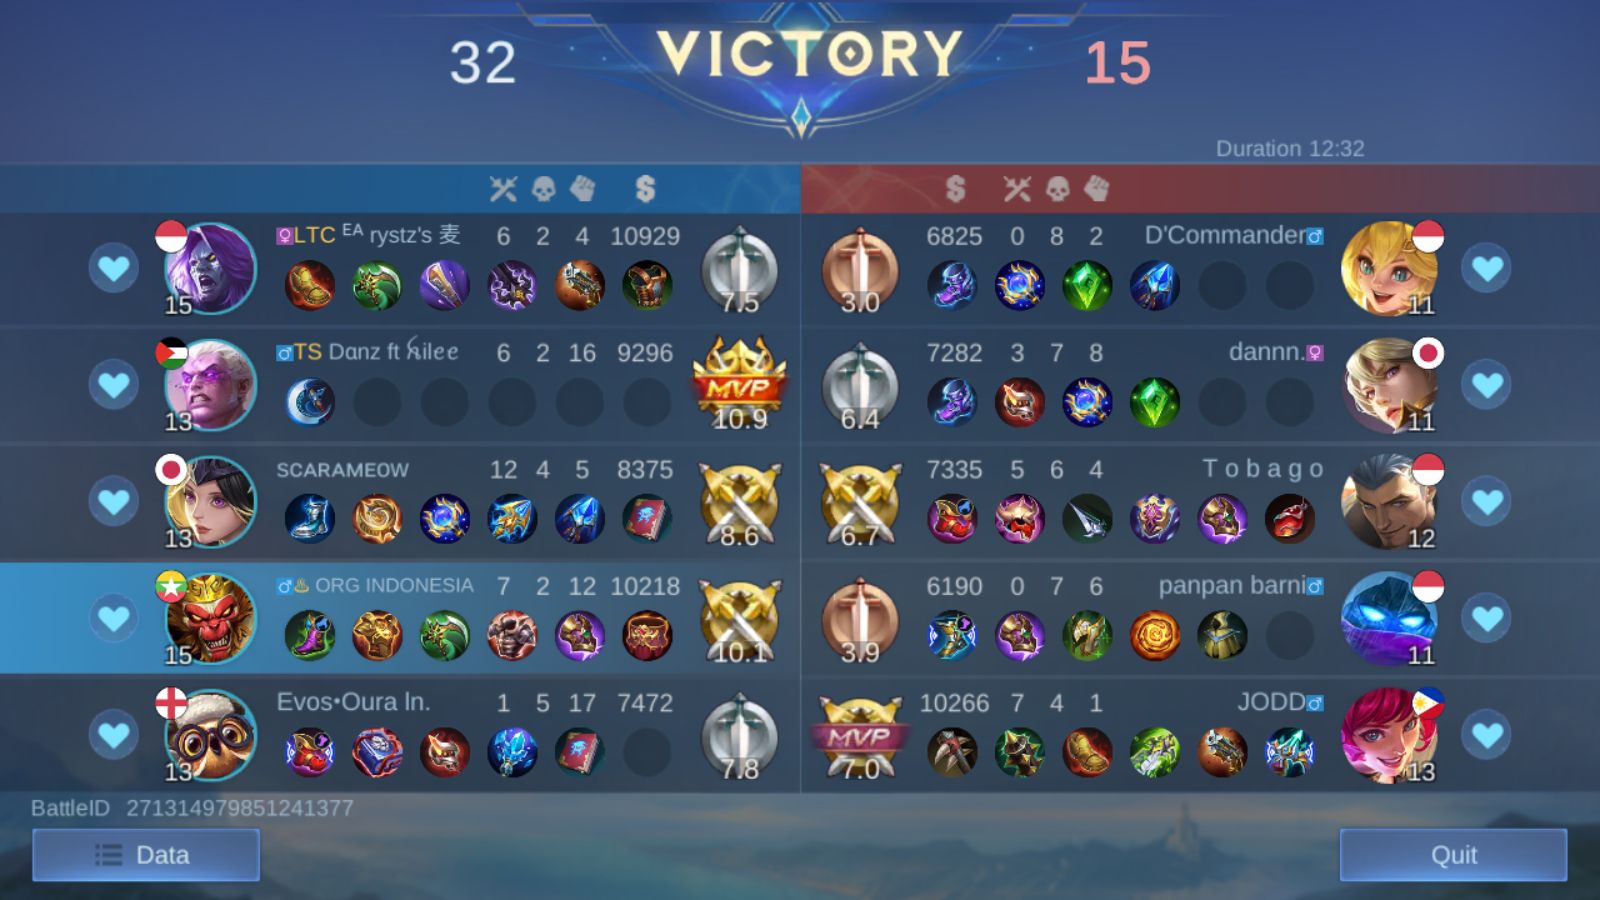 32 VICTORY 15
Duration 12:32
LTC EA rystz's 麦 6 2 4 10929
15 7.5
6825 0 8 2 D'Commander
3.0 11
TS Danz ft kilee 6 2 16 9296
13 MVP 10.9
7282 3 7 8 dannn.
6.4 11
SCARAMEOW 12 4 5 8375
13 8.6
7335 5 6 4 T o b a g o
6.7 12
ORG INDONESIA 7 2 12 10218
15 10.1
6190 0 7 6 panpan barni
3.9 11
Evos•Oura In. 1 5 17 7472
13 7.8
10266 7 4 1 JODD
MVP 7.0 13
BattleID 271314979851241377
Data Quit